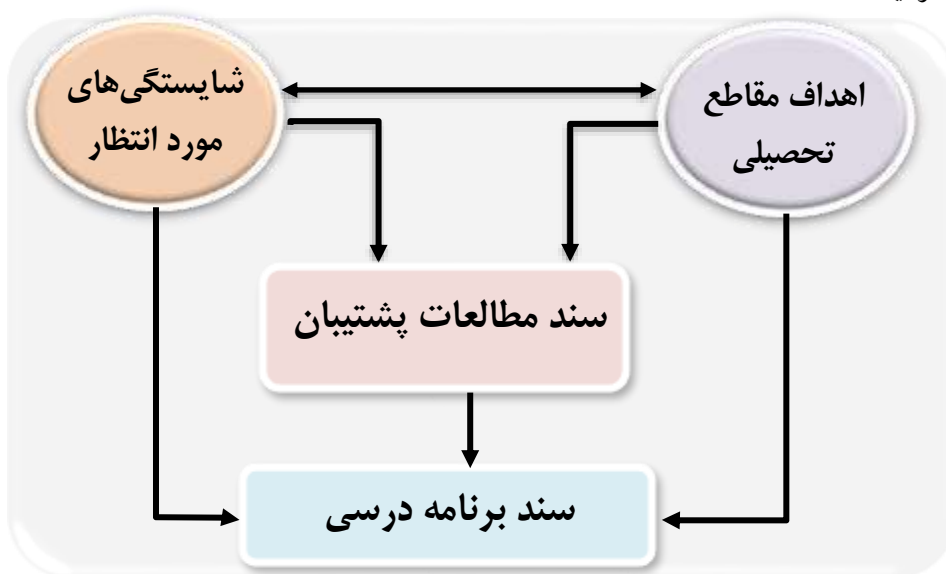 اهداف مقاطع
تحصیلی
شایستگی‌های
مورد انتظار
سند مطالعات پشتیبان
سند برنامه درسی